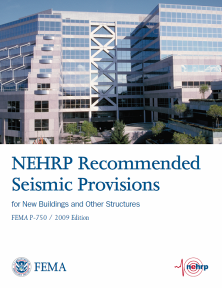 NEHRP Recommended
Seismic Provisions
for New Buildings and Other Structures
FEMA P-750 / 2009 Edition
FEMA
nehrp